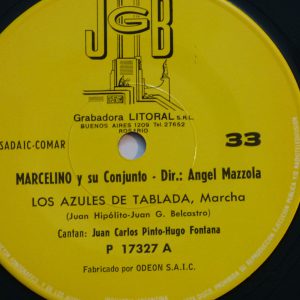 JGB
Grabadora LITORAL S.R.L.
BUENOS AIRES 1209 Tel. 27652
ROSARIO
SADAIC-COMAR
33
MARCELINO y su Conjunto - Dir.: Angel Mazzola
LOS AZULES DE TABLADA, Marcha
(Juan Hipólito-Juan G. Belcastro)
Cantan: Juan Carlos Pinto-Hugo Fontana
P 17327 A
Fabricado por ODEON S.A.I.C.